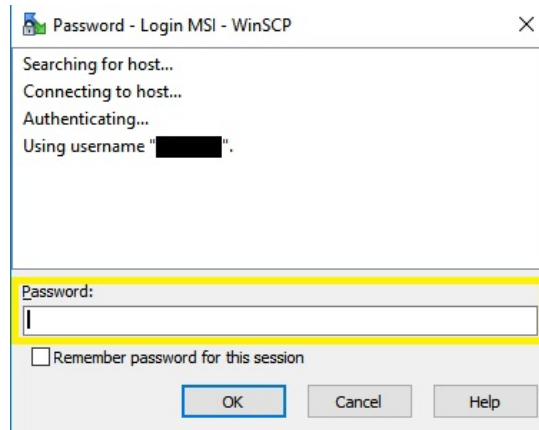 Password - Login MSI - WinSCP
Searching for host...
Connecting to host...
Authenticating...
Using username "".
Password:
Remember password for this session
OK Cancel Help